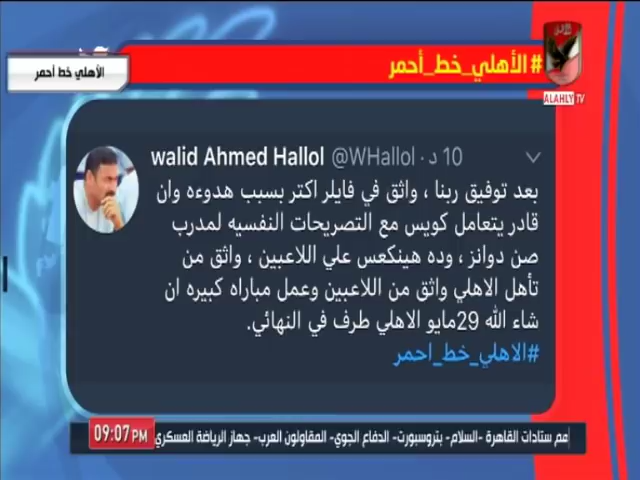 #الأهلي_خط_أحمر
الأهلي خط أحمر
ALAHLY TV
walid Ahmed Hallol @WHallol · 10 د
بعد توفيق ربنا ، واثق في فايلر اكتر بسبب هدوءه وان
قادر يتعامل كويس مع التصريحات النفسيه لمدرب
صن دوانز ، وده هينكعس علي اللاعبين ، واثق من
تأهل الاهلي واثق من اللاعبين وعمل مباراه كبيره ان
شاء الله 29مايو الاهلي طرف في النهائي.
#الاهلي_خط_احمر
مم ستادات القاهرة -السلام- بتروسبورت- الدفاع الجوي- المقاولون العرب- جهاز الرياضة العسكري
09:07 PM